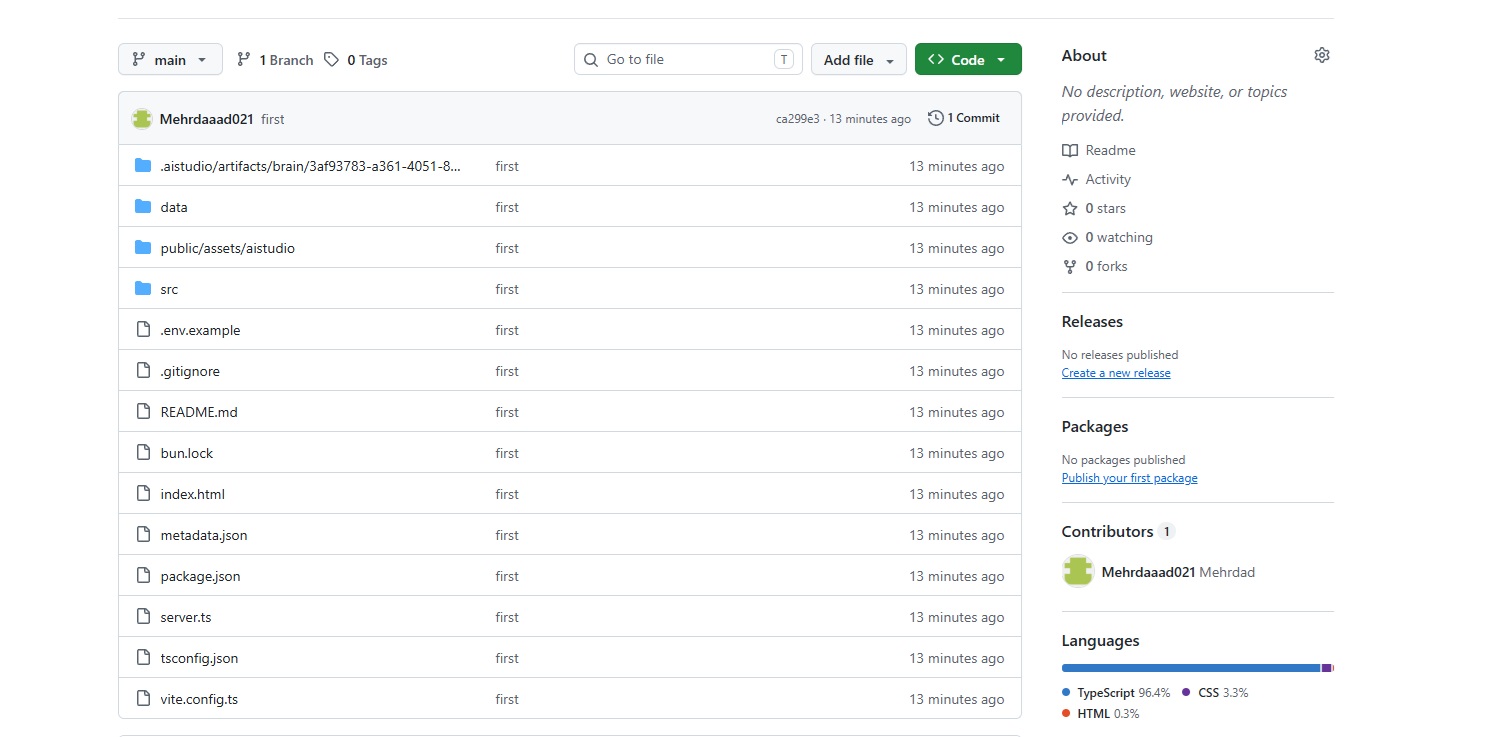 main
1 Branch
0 Tags
Go to file
T
Add file
Code
Mehrdaaad021 first
ca299e3 · 13 minutes ago
1 Commit
.aistudio/artifacts/brain/3af93783-a361-4051-8... first 13 minutes ago
data first 13 minutes ago
public/assets/aistudio first 13 minutes ago
src first 13 minutes ago
.env.example first 13 minutes ago
.gitignore first 13 minutes ago
README.md first 13 minutes ago
bun.lock first 13 minutes ago
index.html first 13 minutes ago
metadata.json first 13 minutes ago
package.json first 13 minutes ago
server.ts first 13 minutes ago
tsconfig.json first 13 minutes ago
vite.config.ts first 13 minutes ago
About
No description, website, or topics
provided.
Readme
Activity
0 stars
0 watching
0 forks
Releases
No releases published
Create a new release
Packages
No packages published
Publish your first package
Contributors 1
Mehrdaaad021 Mehrdad
Languages
TypeScript 96.4% CSS 3.3%
HTML 0.3%